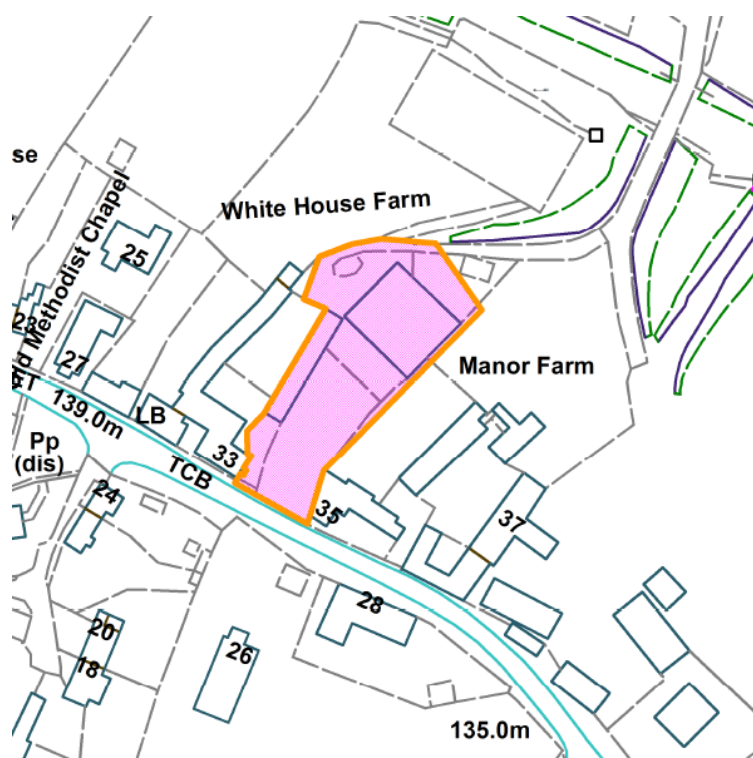 se
White House Farm
Old Methodist Chapel
25
23
27
Manor Farm
139.0m
LB
Pp
(dis)
33
TCB
35
24
37
28
20
18
26
135.0m